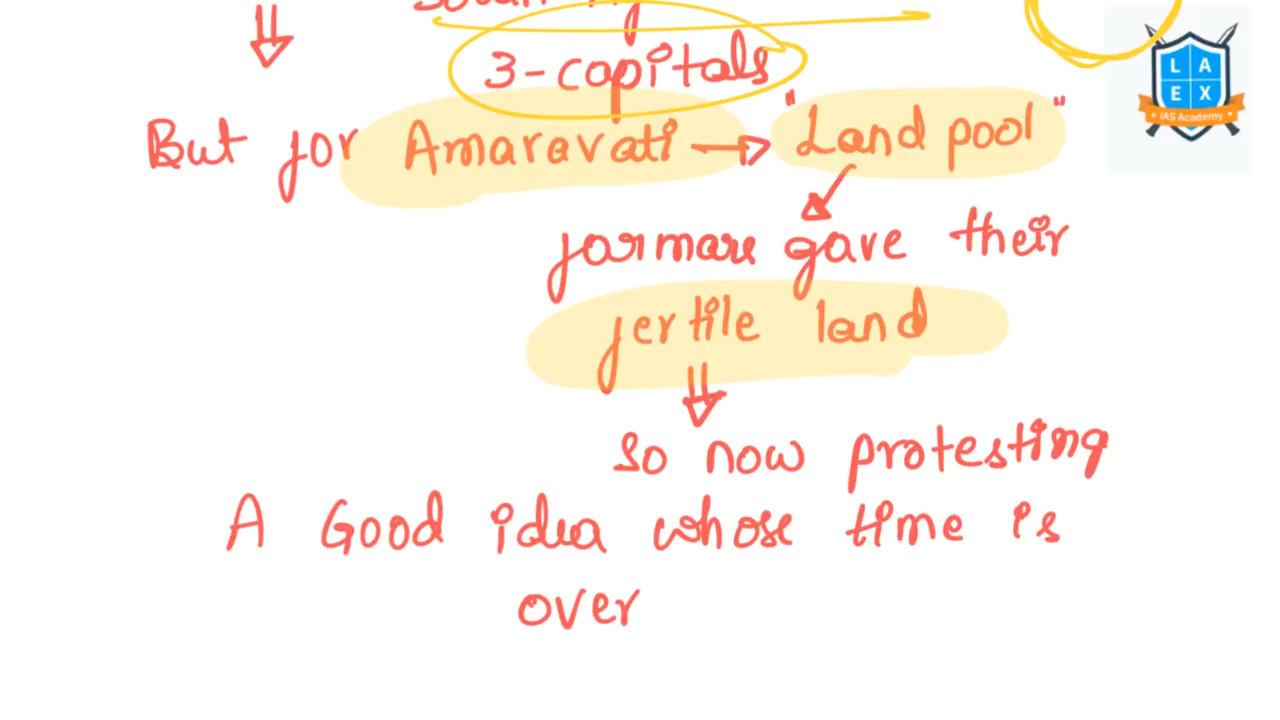 3-capitals
But for Amaravati → "Land pool"
farmars gave their
fertile land
so now protesting
A Good idea whose time is
over
L A
E X
IAS Academy